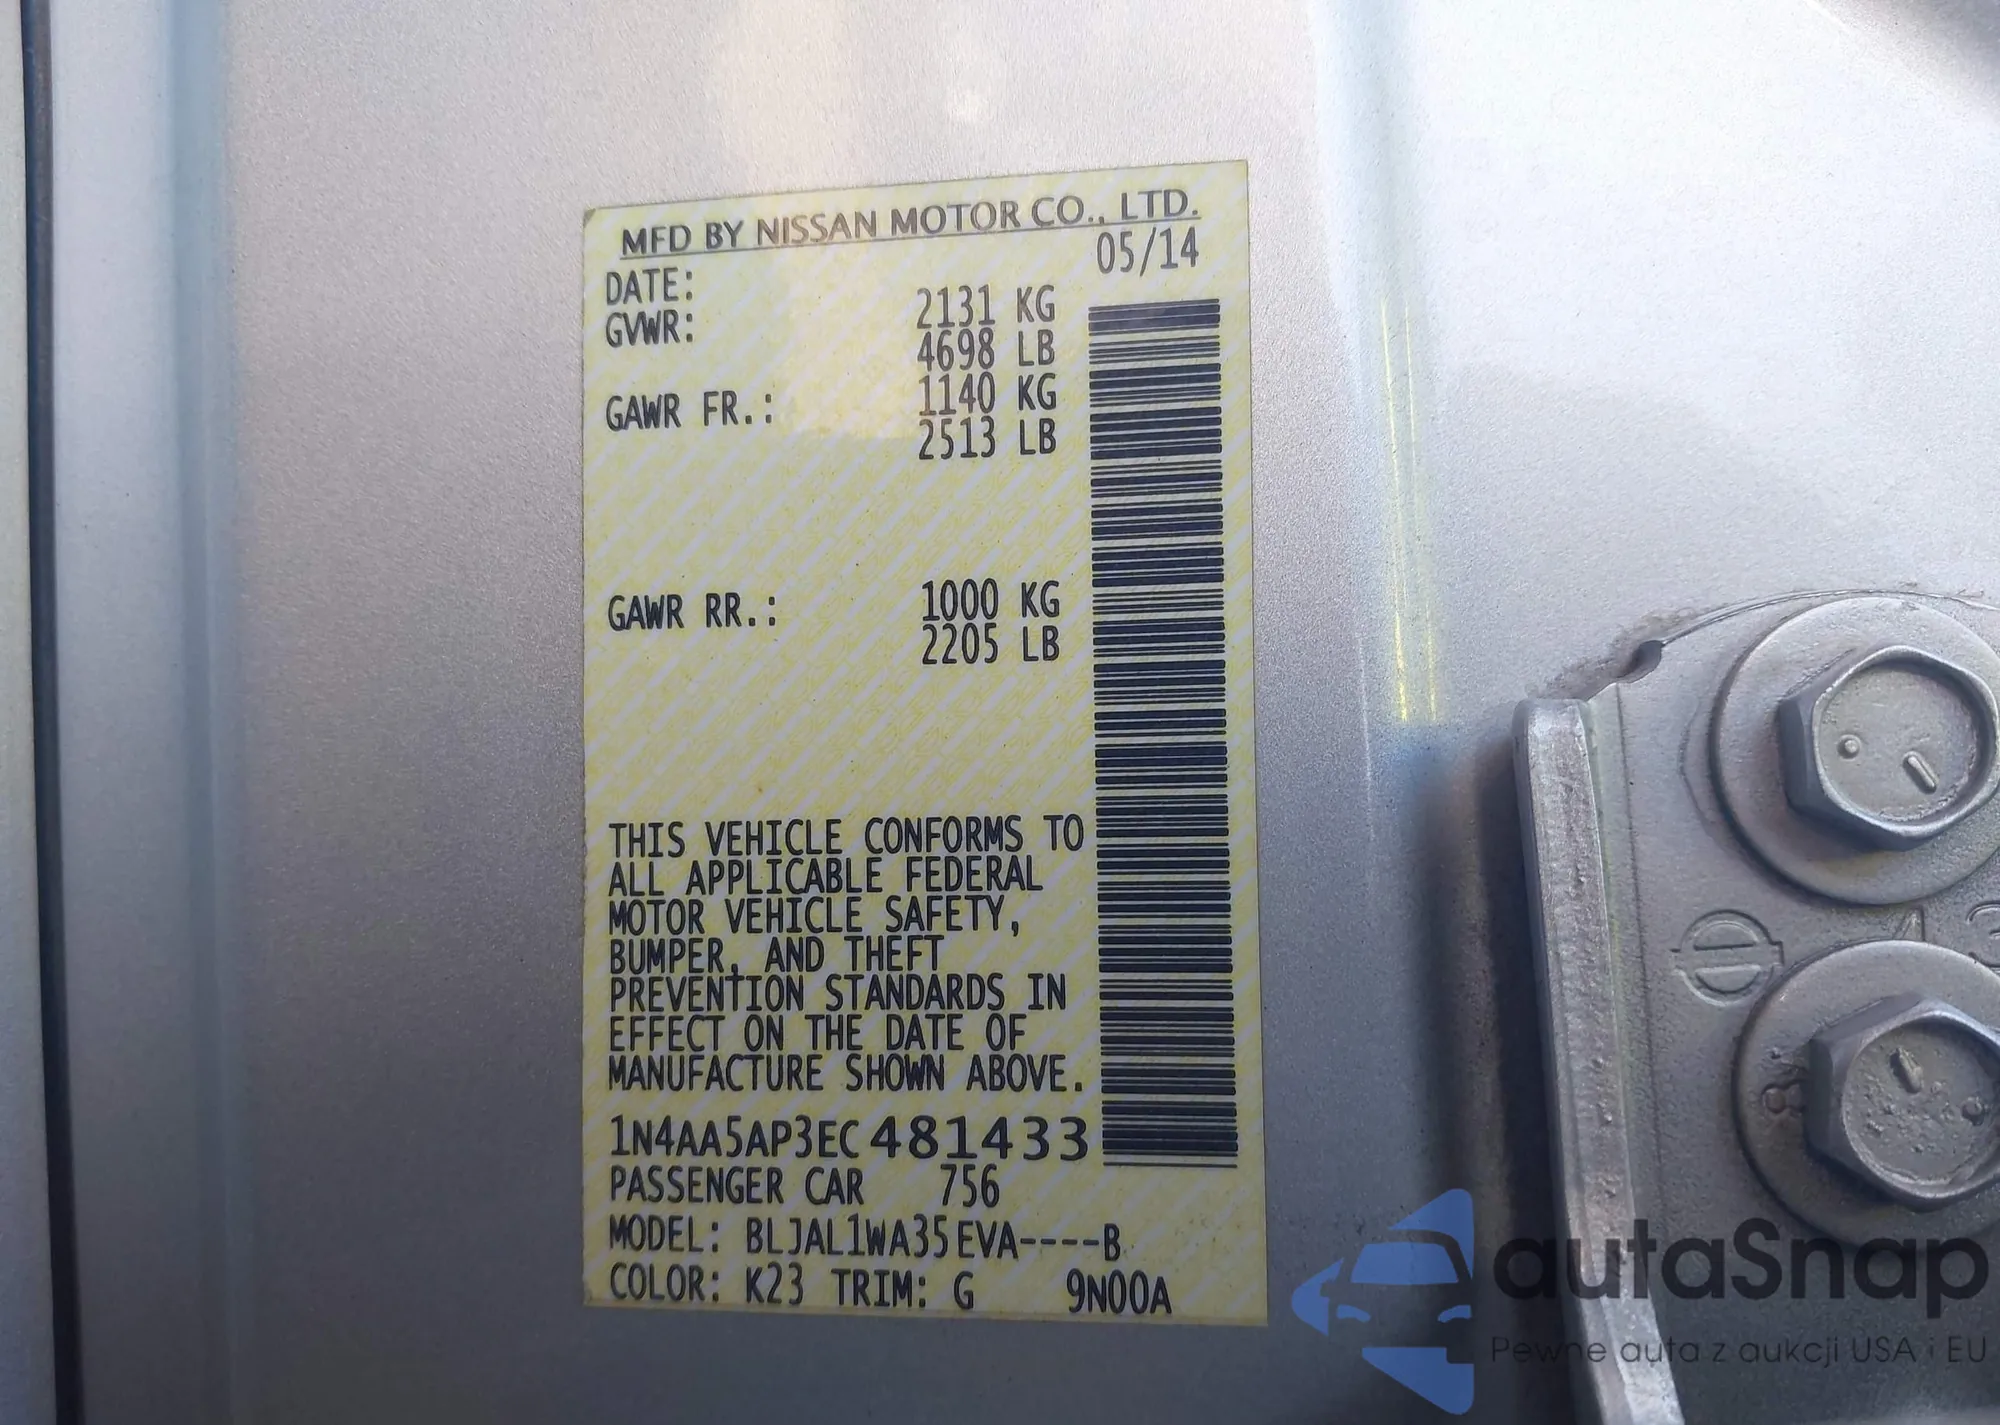 MFD BY NISSAN MOTOR CO., LTD.
DATE: 05/14
GVWR: 2131 KG
4698 LB
GAWR FR.: 1140 KG
2513 LB
GAWR RR.: 1000 KG
2205 LB
THIS VEHICLE CONFORMS TO
ALL APPLICABLE FEDERAL
MOTOR VEHICLE SAFETY,
BUMPER, AND THEFT
PREVENTION STANDARDS IN
EFFECT ON THE DATE OF
MANUFACTURE SHOWN ABOVE.
1N4AA5AP3EC481433
PASSENGER CAR 756
MODEL: BLJAL1WA35EVA----B
COLOR: K23 TRIM: G 9N00A
autaSnap
Pewne auta z aukcji USA i EU